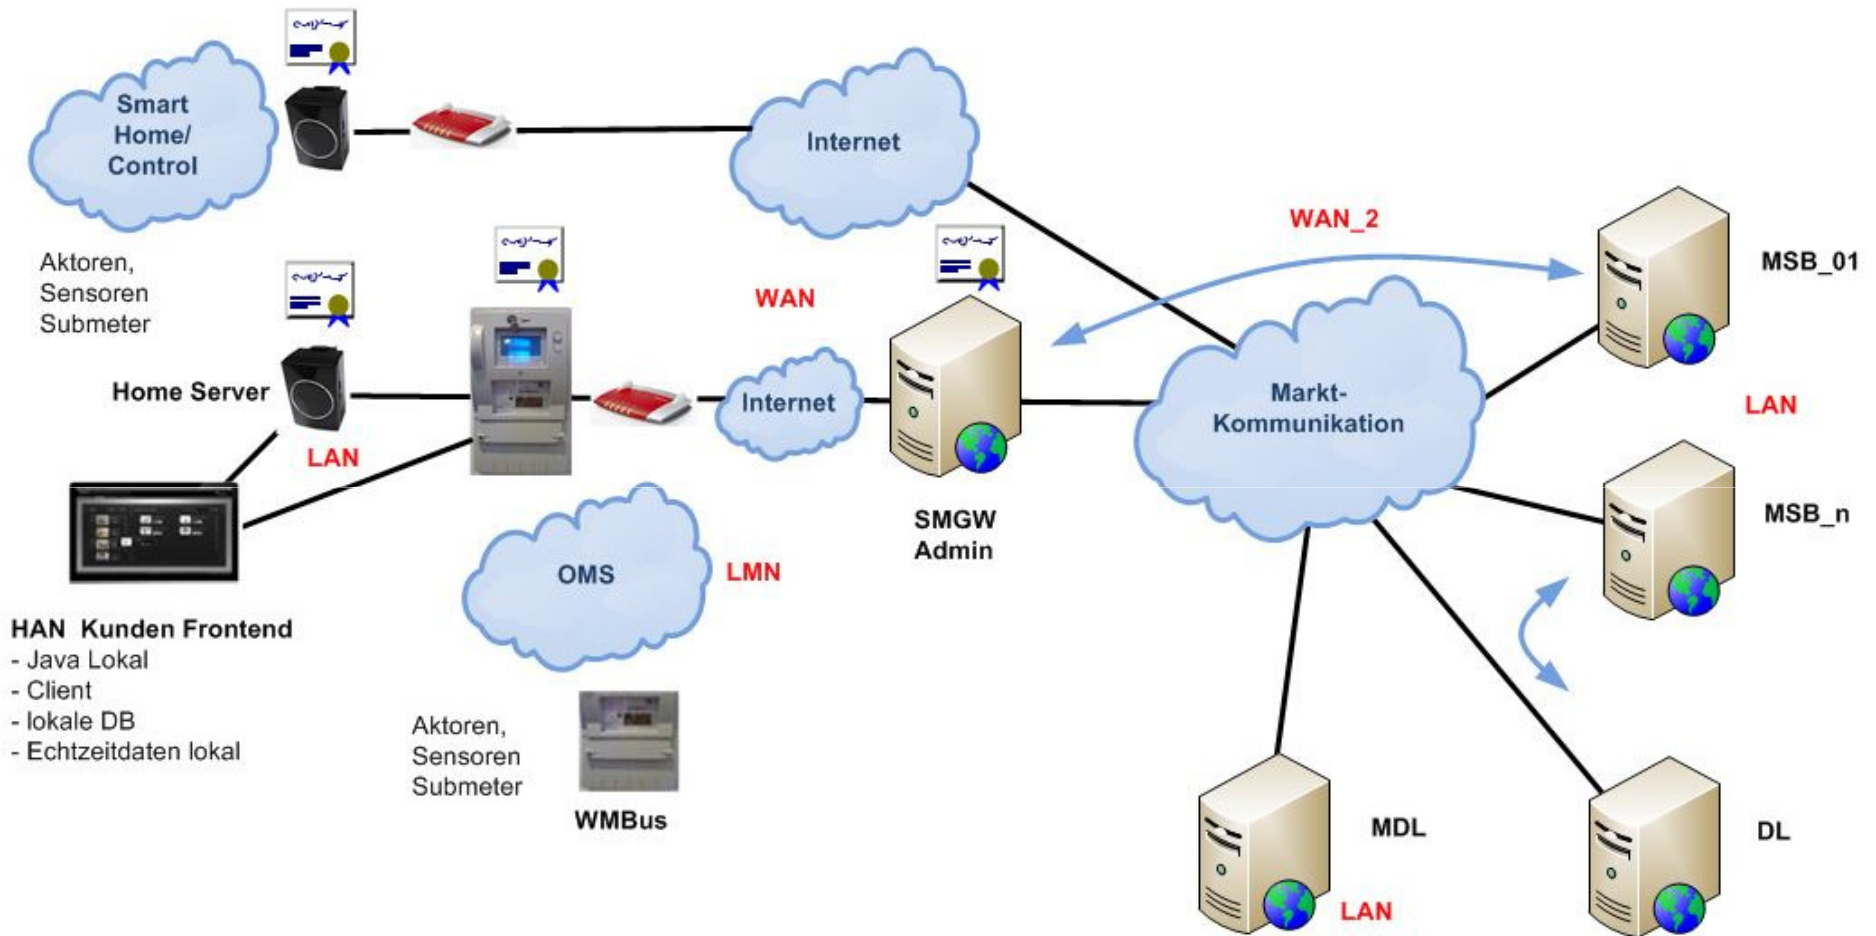 Smart
Home/
Control
Internet
Aktoren,
Sensoren
Submeter
WAN_2
MSB_01
WAN
Home Server
Internet
Markt-
Kommunikation
LAN
LAN
SMGW
Admin
MSB_n
OMS
LMN
HAN Kunden Frontend
- Java Lokal
- Client
- lokale DB
- Echtzeitdaten lokal
Aktoren,
Sensoren
Submeter
WMBus
MDL
DL
LAN